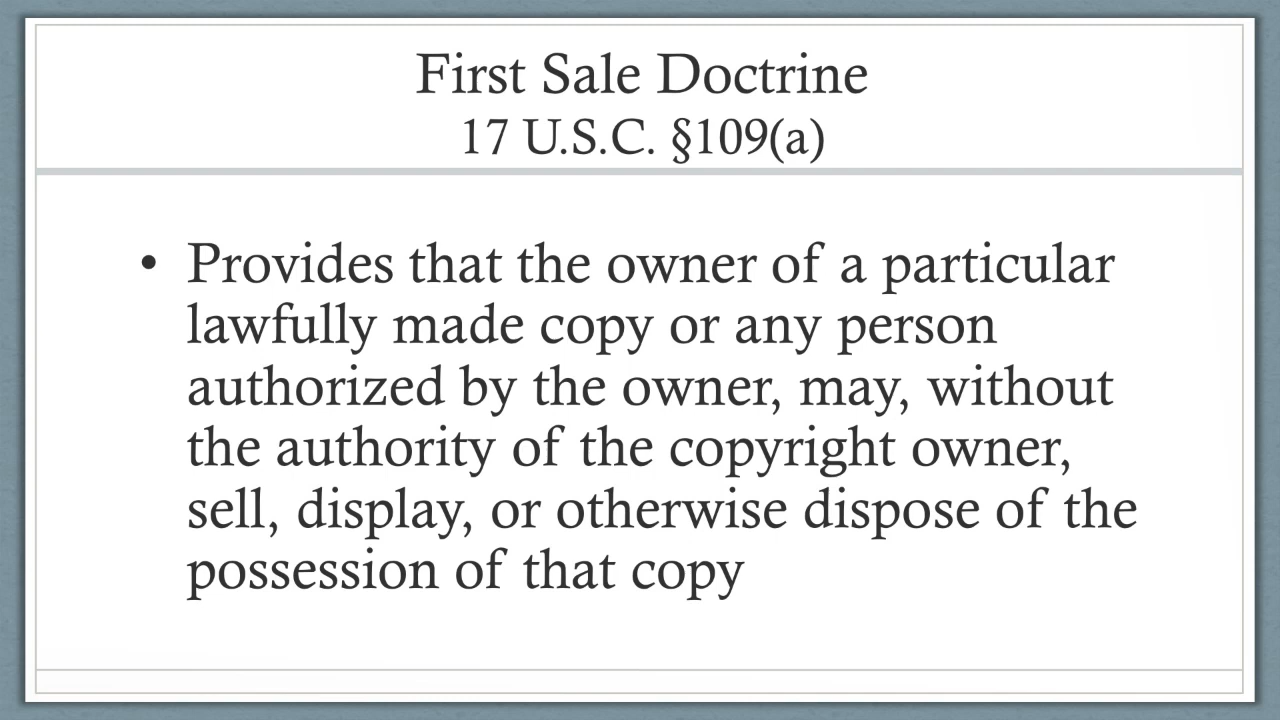 First Sale Doctrine
17 U.S.C. §109(a)
• Provides that the owner of a particular
lawfully made copy or any person
authorized by the owner, may, without
the authority of the copyright owner,
sell, display, or otherwise dispose of the
possession of that copy